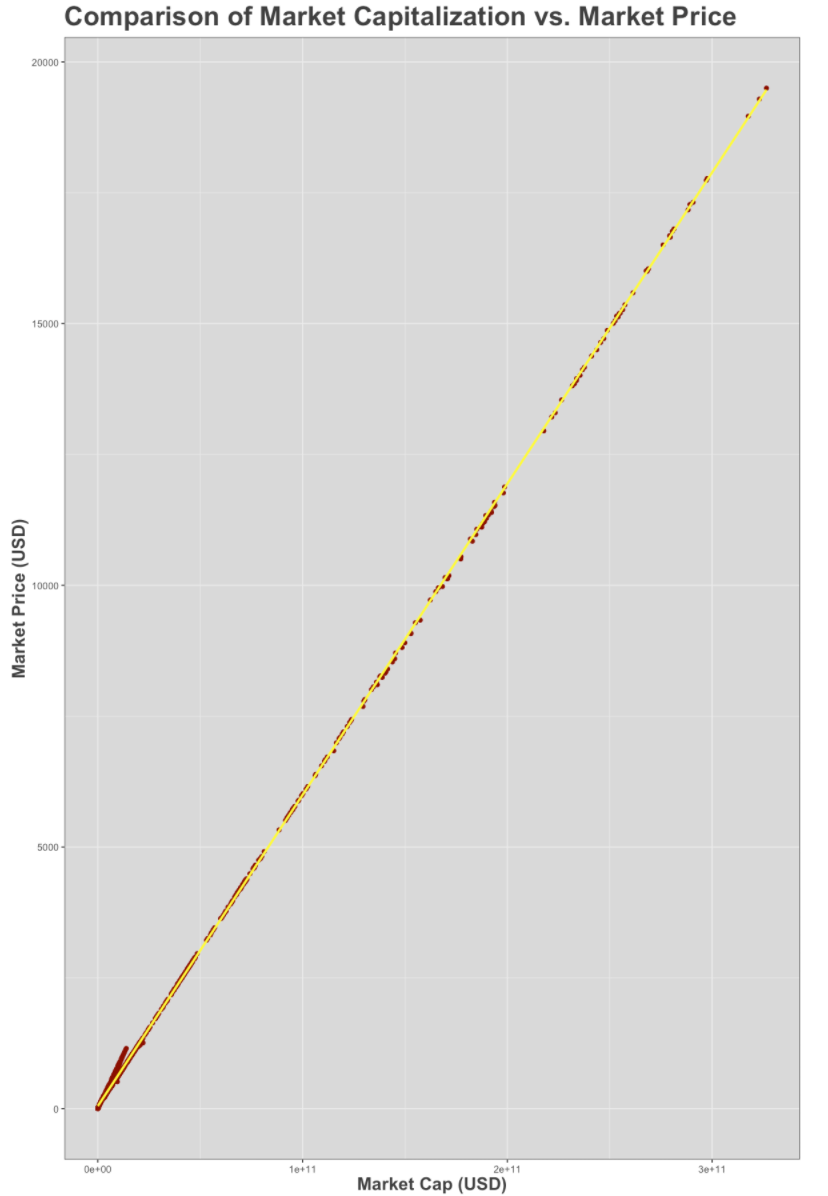 Comparison of Market Capitalization vs. Market Price
20000
15000
10000
5000
0
Market Price (USD)
0e+00 1e+11 2e+11 3e+11
Market Cap (USD)